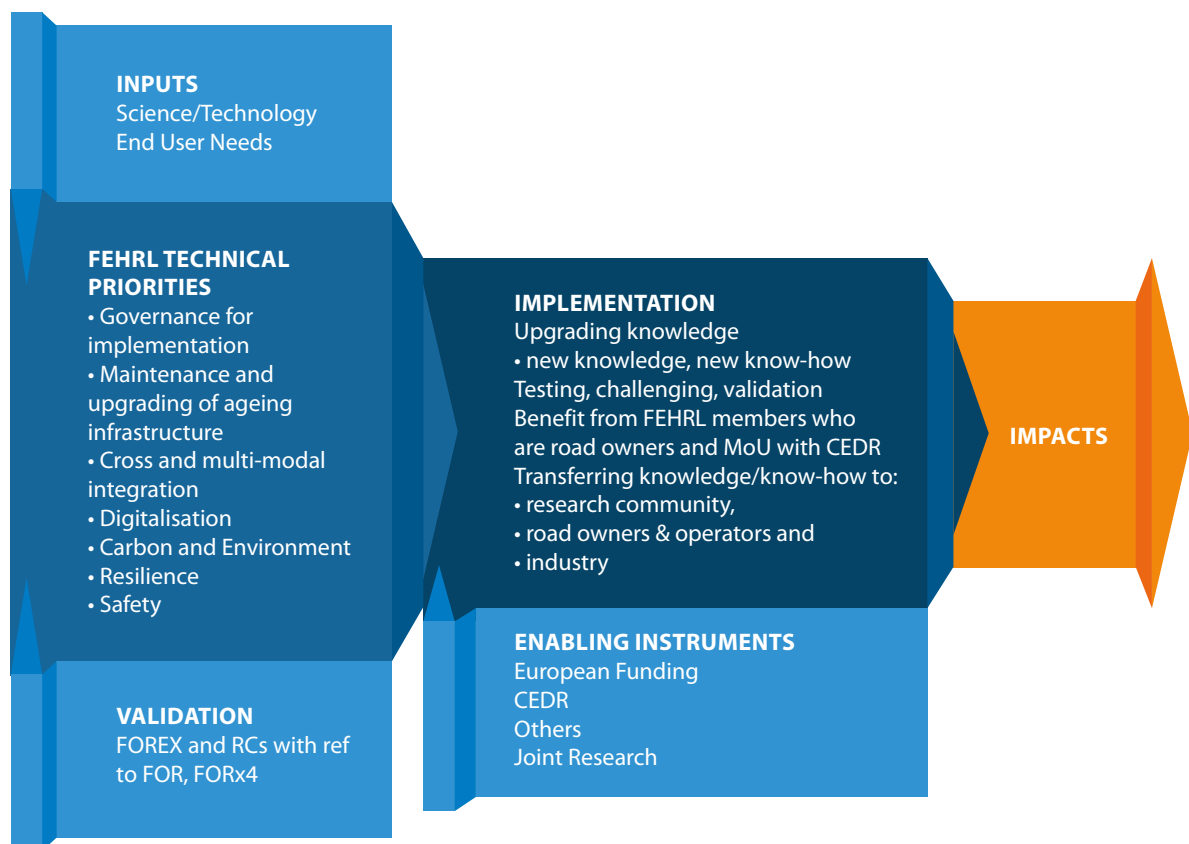 INPUTS
Science/Technology
End User Needs
FEHRL TECHNICAL
PRIORITIES
• Governance for
implementation
• Maintenance and
upgrading of ageing
infrastructure
• Cross and multi-modal
integration
• Digitalisation
• Carbon and Environment
• Resilience
• Safety
VALIDATION
FOREX and RCs with ref
to FOR, FORx4
IMPLEMENTATION
Upgrading knowledge
• new knowledge, new know-how
Testing, challenging, validation
Benefit from FEHRL members who
are road owners and MoU with CEDR
Transferring knowledge/know-how to:
• research community,
• road owners & operators and
• industry
ENABLING INSTRUMENTS
European Funding
CEDR
Others
Joint Research
IMPACTS